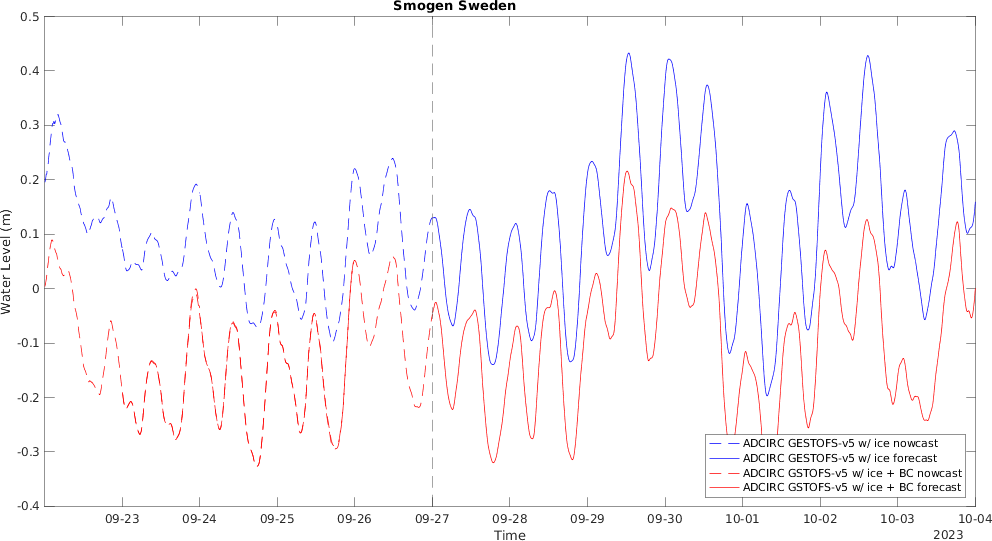 Smogen Sweden
Water Level (m)
0.5
0.4
0.3
0.2
0.1
0
-0.1
-0.2
-0.3
-0.4
ADCIRC GESTOFS-v5 w/ ice nowcast
ADCIRC GESTOFS-v5 w/ ice forecast
ADCIRC GSTOFS-v5 w/ ice + BC nowcast
ADCIRC GSTOFS-v5 w/ ice + BC forecast
09-23 09-24 09-25 09-26 09-27 09-28 09-29 09-30 10-01 10-02 10-03 10-04
Time
2023